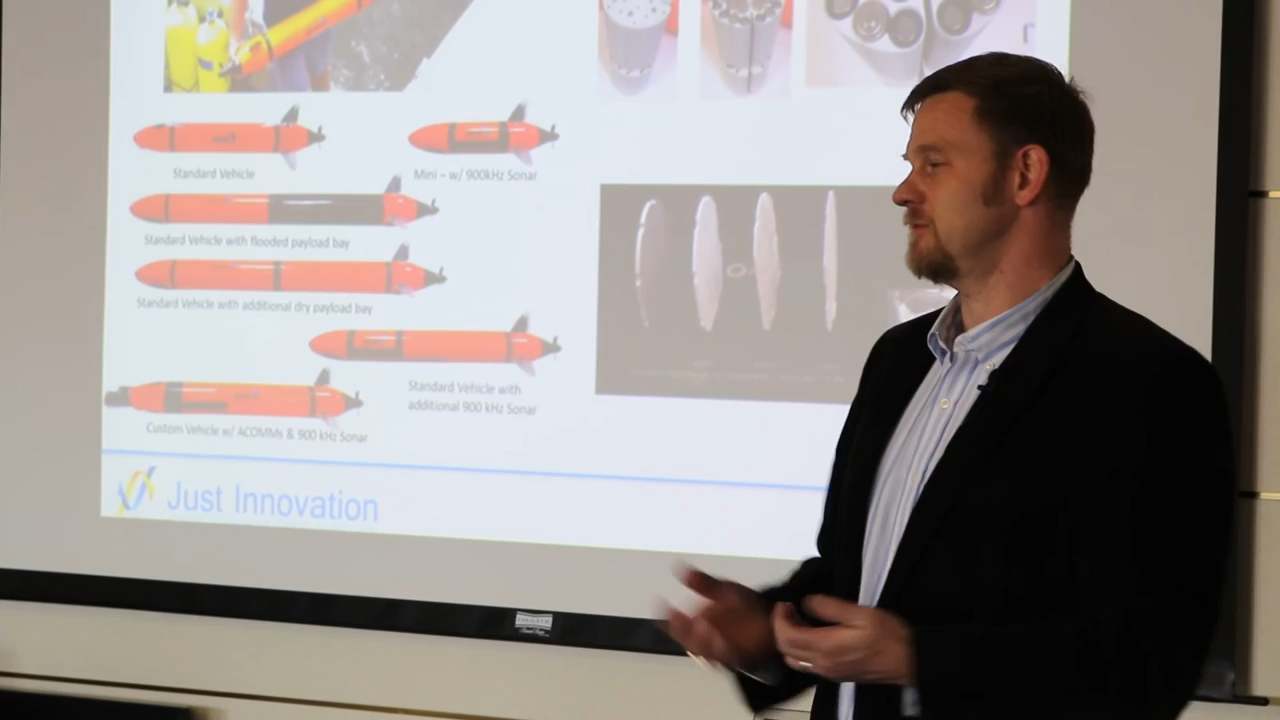 Standard Vehicle
Mini – w/ 900kHz Sonar
Standard Vehicle with flooded payload bay
Standard Vehicle with additional dry payload bay
Standard Vehicle with
additional 900 kHz Sonar
Custom Vehicle w/ ACOMMs & 900 kHz Sonar
Just Innovation